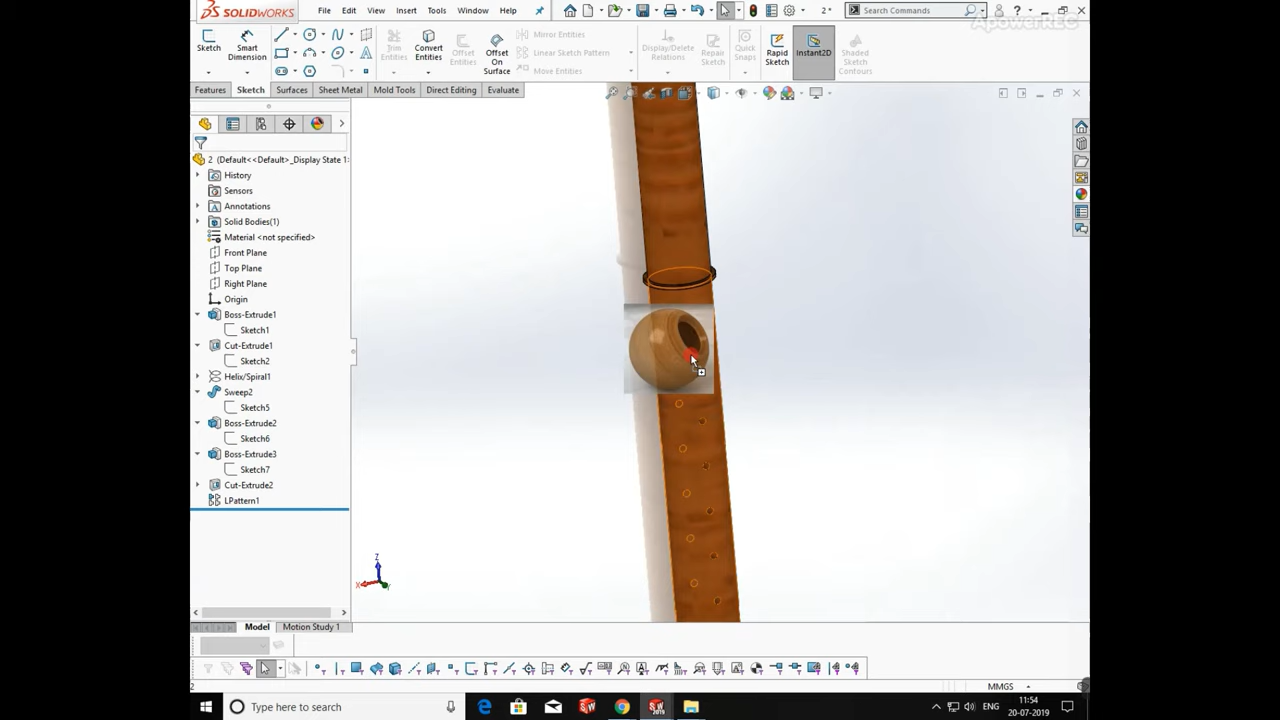 SOLIDWORKS
File
Edit
View
Insert
Tools
Window
Help
2 *
Search Commands
ApowerREC
Sketch
Smart Dimension
Trim Entities
Convert Entities
Offset Entities
Offset On Surface
Mirror Entities
Linear Sketch Pattern
Move Entities
Display/Delete Relations
Repair Sketch
Quick Snaps
Rapid Sketch
Instant2D
Shaded Sketch Contours
Features
Sketch
Surfaces
Sheet Metal
Mold Tools
Direct Editing
Evaluate
2 (Default<<Default>_Display State 1:
History
Sensors
Annotations
Solid Bodies(1)
Material <not specified>
Front Plane
Top Plane
Right Plane
Origin
Boss-Extrude1
Sketch1
Cut-Extrude1
Sketch2
Helix/Spiral1
Sweep2
Sketch5
Boss-Extrude2
Sketch6
Boss-Extrude3
Sketch7
Cut-Extrude2
LPattern1
Z
X
Y
Model
Motion Study 1
2
MMGS
Type here to search
SW 2019
ENG
11:54
20-07-2019